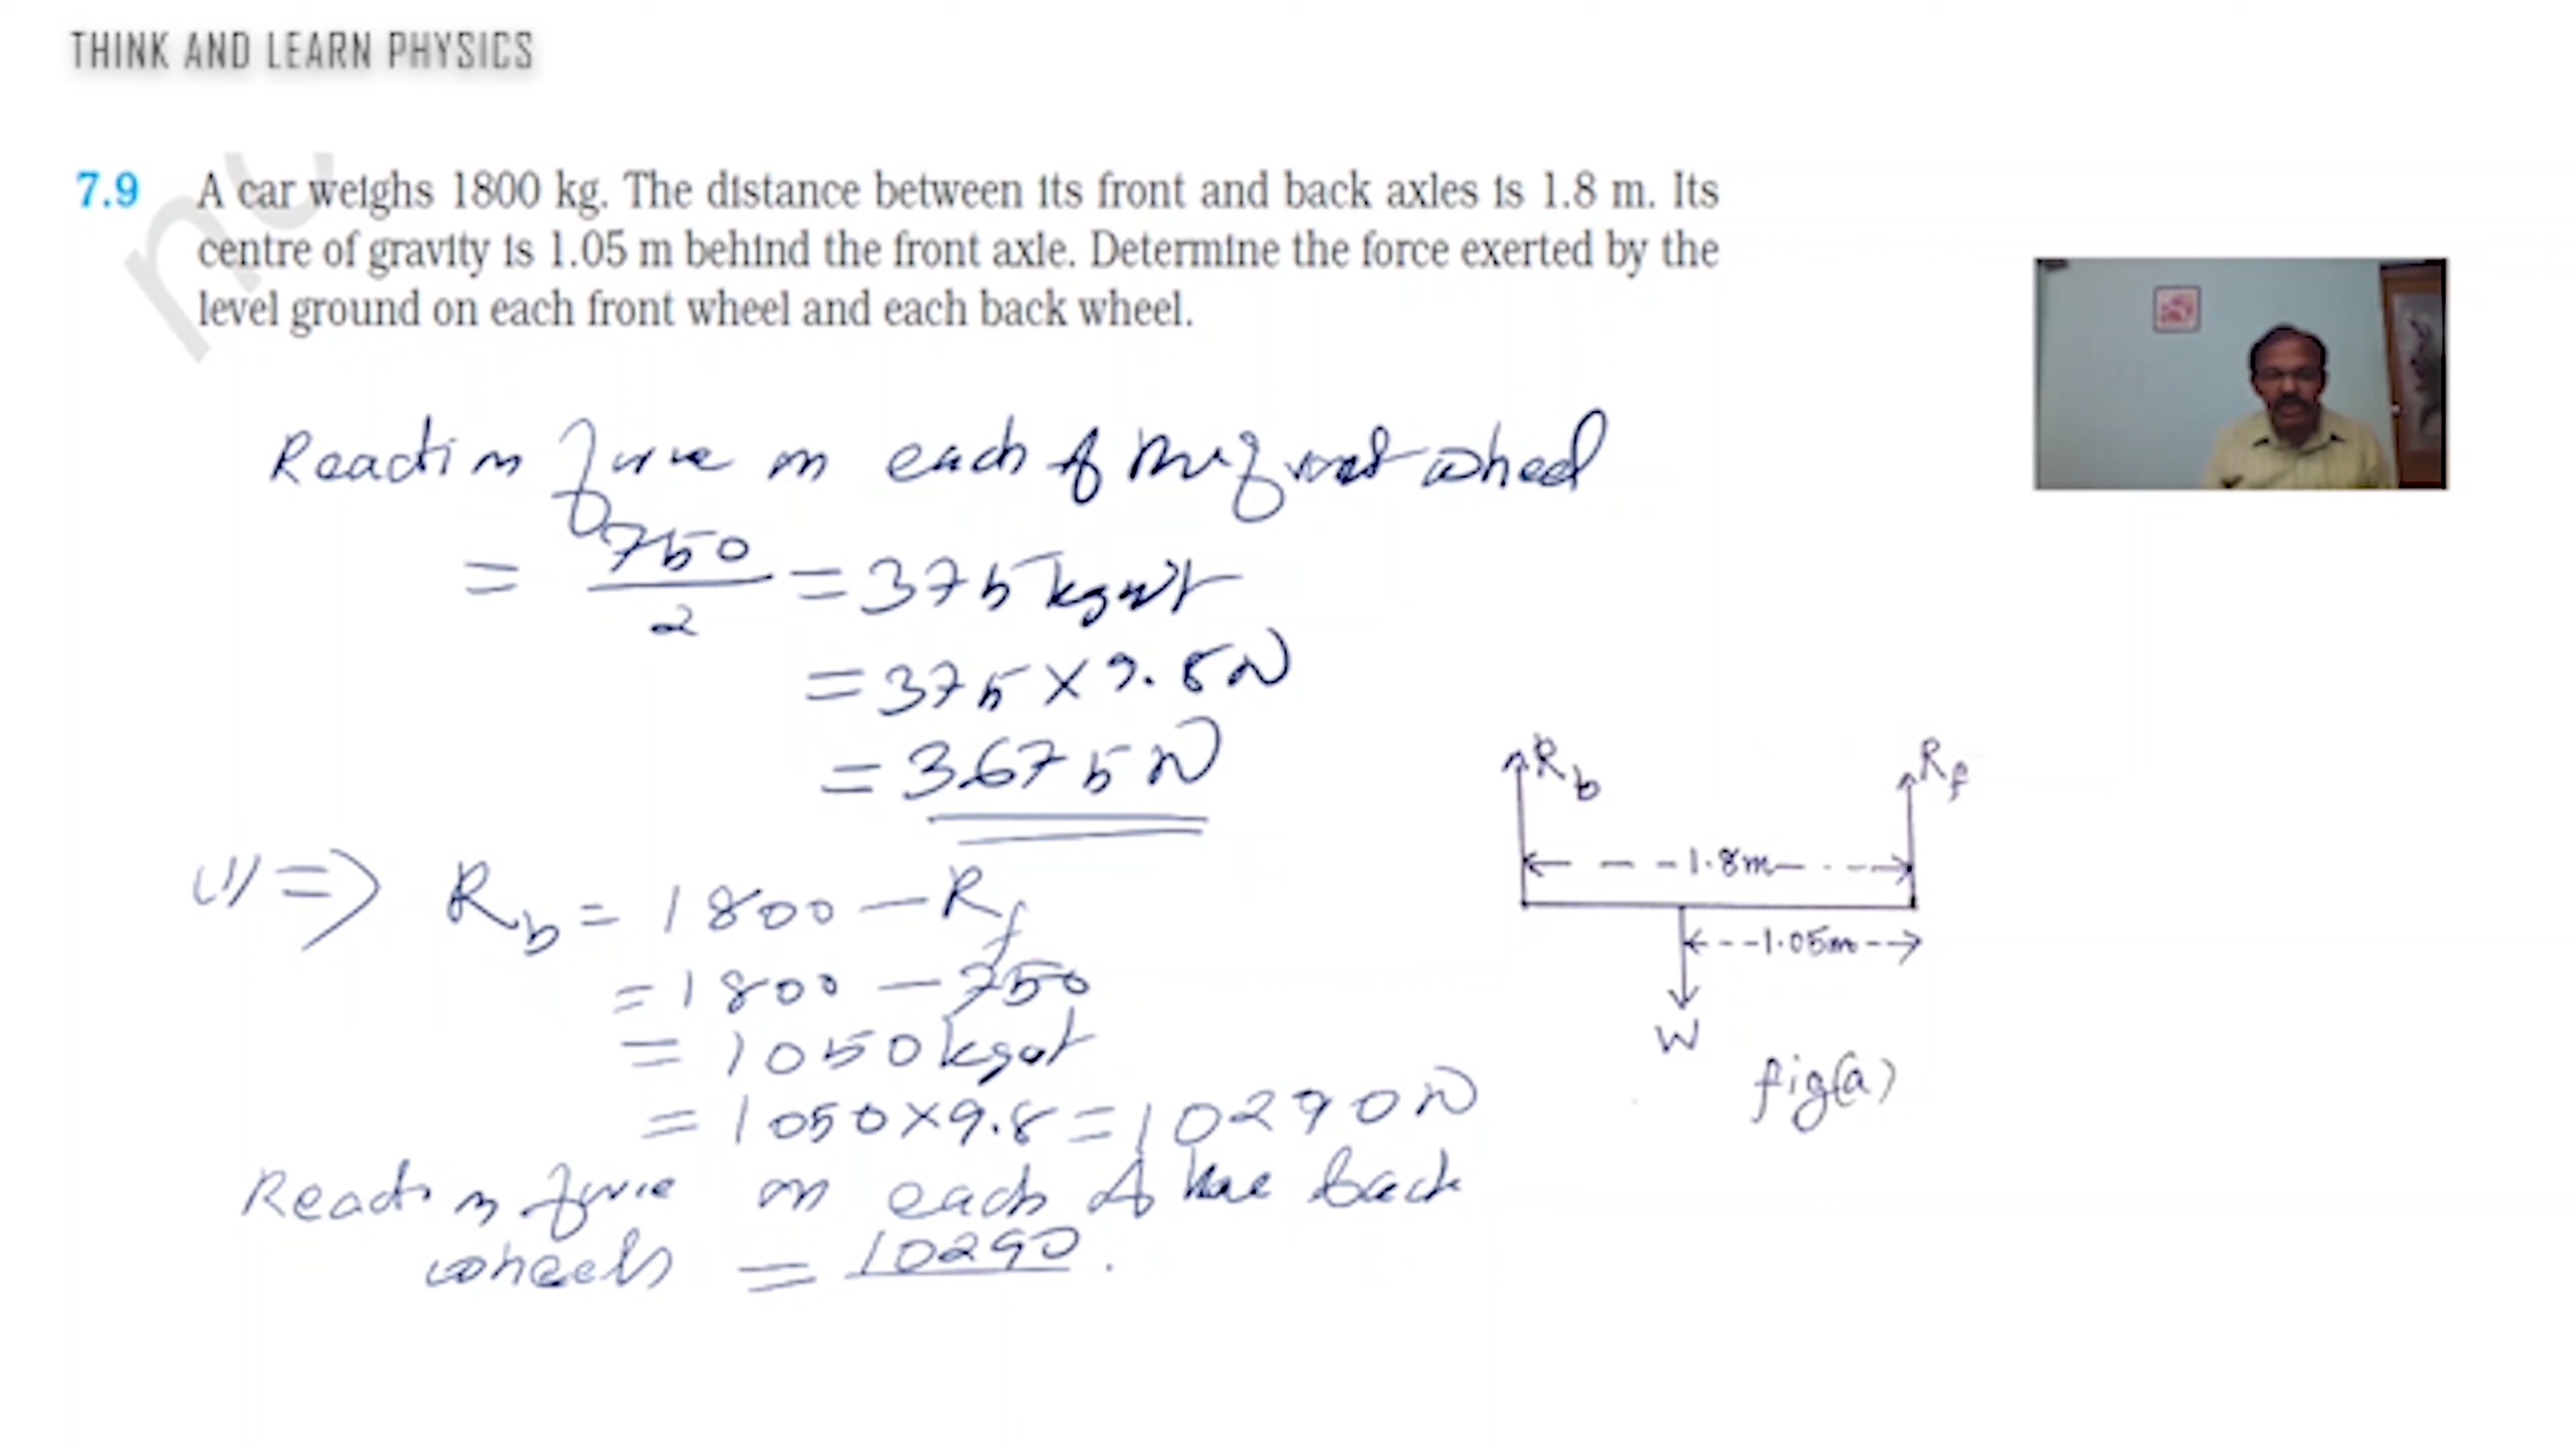 THINK AND LEARN PHYSICS
7.9 A car weighs 1800 kg. The distance between its front and back axles is 1.8 m. Its
centre of gravity is 1.05 m behind the front axle. Determine the force exerted by the
level ground on each front wheel and each back wheel.
Reaction force on each of the front wheel
= 750/2 = 375 kgwt
= 375 × 9.8 N
= 3675 N
(1) ⇒ Rb = 1800 − Rf
= 1800 − 750
= 1050 kgwt
= 1050 × 9.8 = 10290 N
Reaction force on each of the back
wheels = 10290
Rb Rf
1.8m
1.05m
W
fig(a)